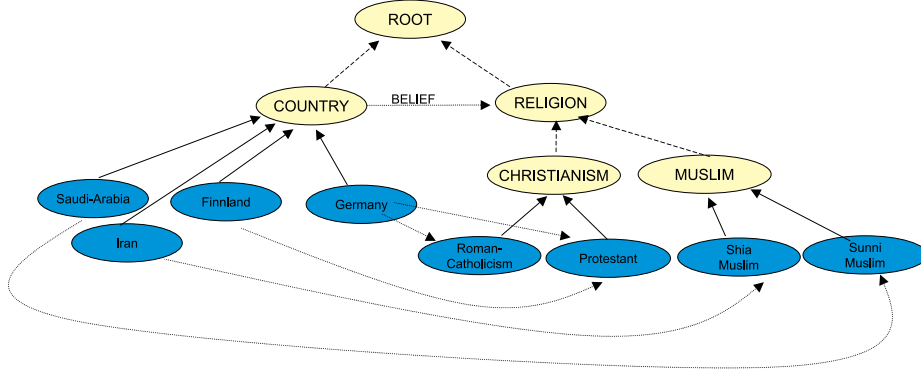 ROOT
COUNTRY
BELIEF
RELIGION
CHRISTIANISM
MUSLIM
Saudi-Arabia
Finnland
Germany
Iran
Roman-
Catholicism
Protestant
Shia
Muslim
Sunni
Muslim